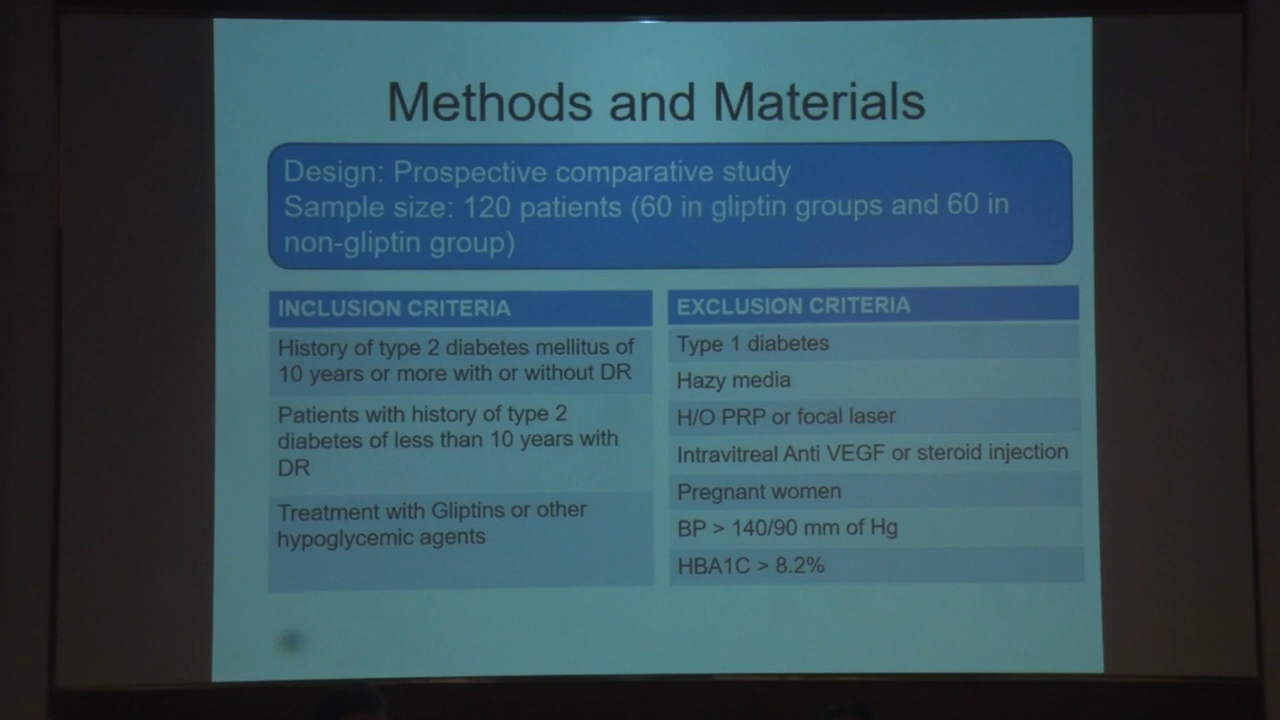 Methods and Materials
Design: Prospective comparative study
Sample size: 120 patients (60 in gliptin groups and 60 in
non-gliptin group)
INCLUSION CRITERIA
History of type 2 diabetes mellitus of
10 years or more with or without DR
Patients with history of type 2
diabetes of less than 10 years with
DR
Treatment with Gliptins or other
hypoglycemic agents
EXCLUSION CRITERIA
Type 1 diabetes
Hazy media
H/O PRP or focal laser
Intravitreal Anti VEGF or steroid injection
Pregnant women
BP > 140/90 mm of Hg
HBA1C > 8.2%